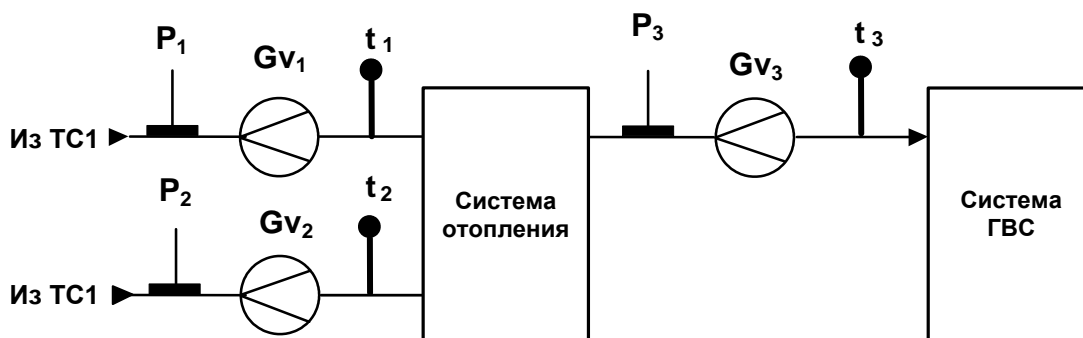 P₁
Gv₁
t₁
P₃
Gv₃
t₃
Из ТС1
P₂
Gv₂
t₂
Система
отопления
Система
ГВС
Из ТС1